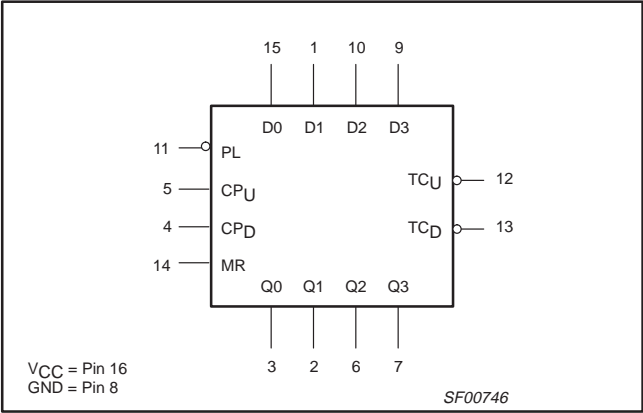 15 1 10 9
D0 D1 D2 D3
11 PL
TCU 12
5 CPU
4 CPD
TCD 13
14 MR
Q0 Q1 Q2 Q3
3 2 6 7
VCC = Pin 16
GND = Pin 8
SF00746